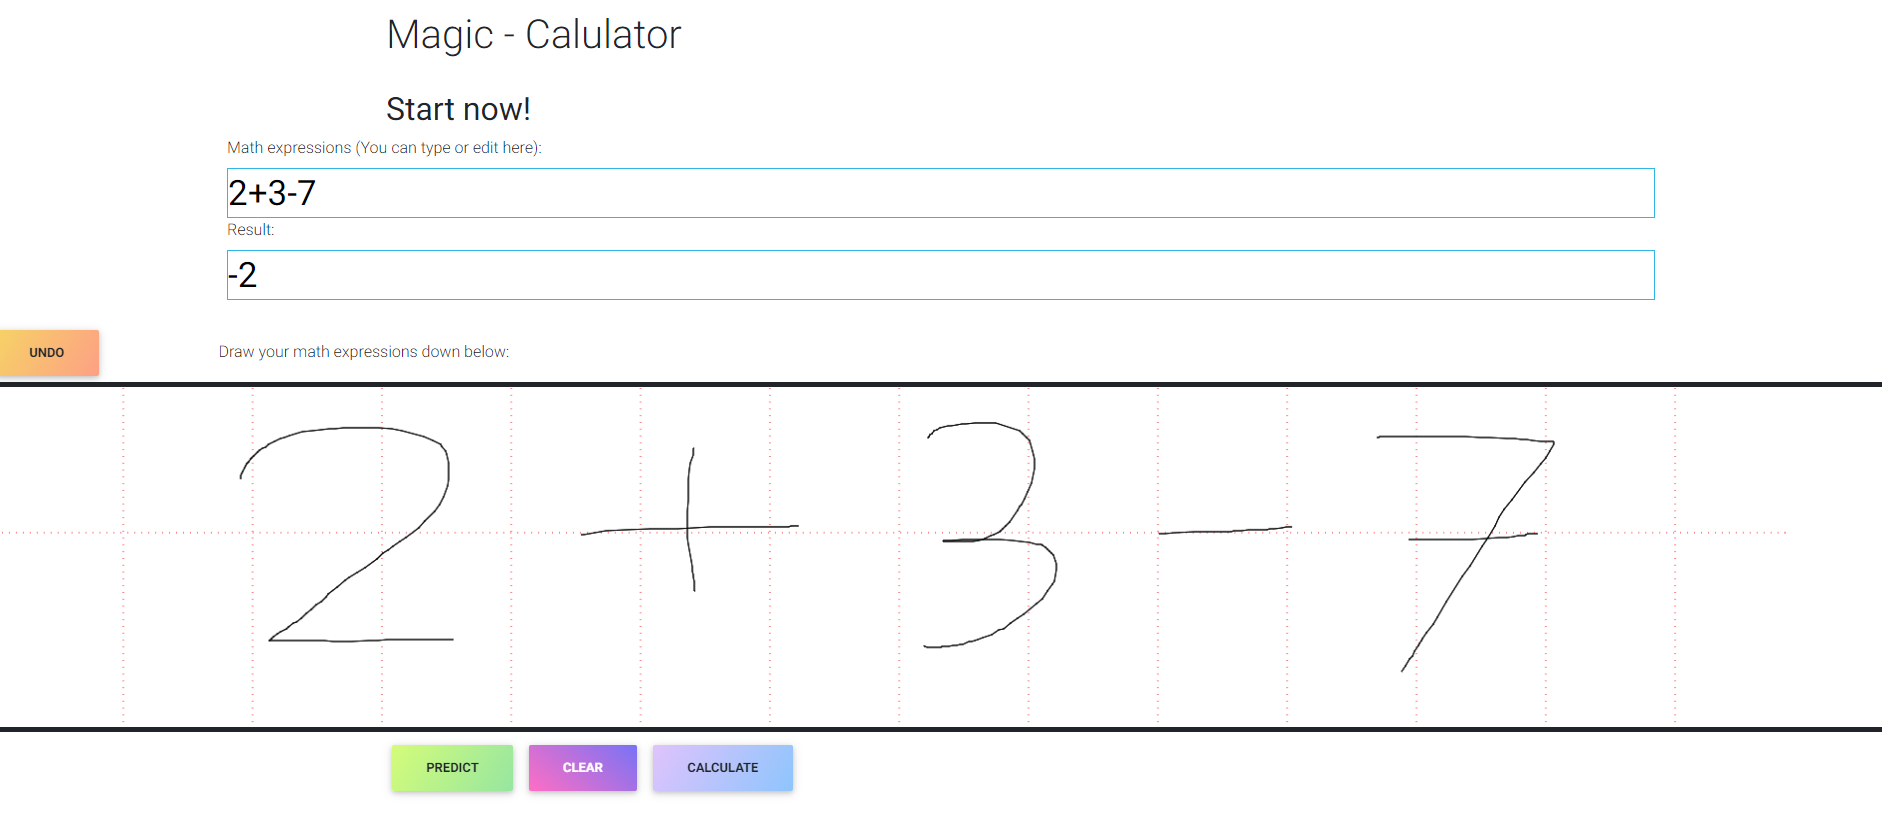 Magic - Calulator
Start now!
Math expressions (You can type or edit here):
2+3-7
Result:
-2
UNDO
Draw your math expressions down below:
2 + 3 - 7
PREDICT CLEAR CALCULATE